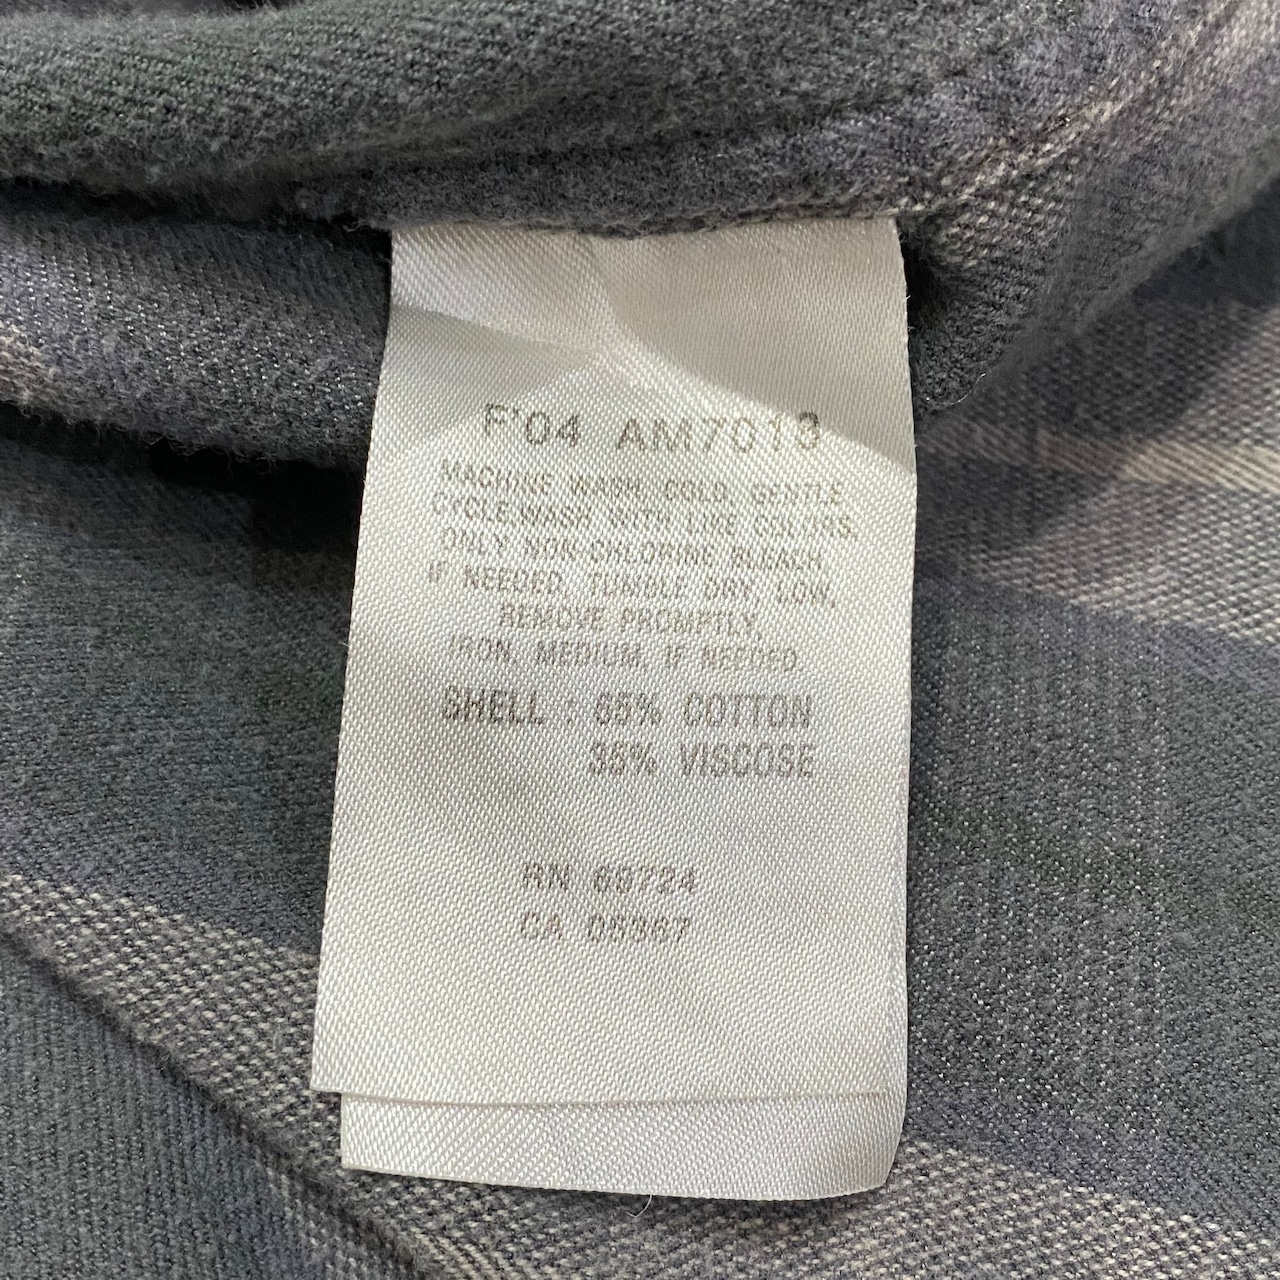 F'04 AM7013
MACHINE WASH COLD, GENTLE
CYCLE.WASH WITH LIKE COLORS.
ONLY NON-CHLORINE BLEACH,
IF NEEDED. TUMBLE DRY, LOW,
REMOVE PROMPTLY.
IRON, MEDIUM, IF NEEDED.
SHELL : 65% COTTON
35% VISCOSE
RN 69724
CA 05367